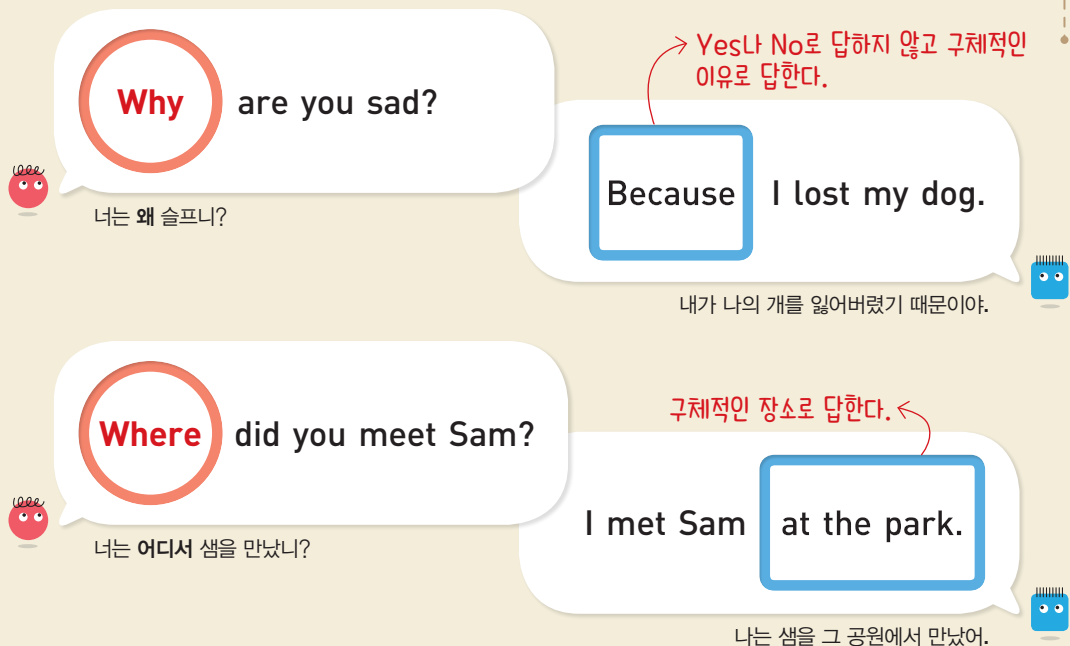 Why are you sad?
너는 왜 슬프니?
Yes나 No로 답하지 않고 구체적인
이유로 답한다.
Because I lost my dog.
내가 나의 개를 잃어버렸기 때문이야.
Where did you meet Sam?
너는 어디서 샘을 만났니?
구체적인 장소로 답한다.
I met Sam at the park.
나는 샘을 그 공원에서 만났어.